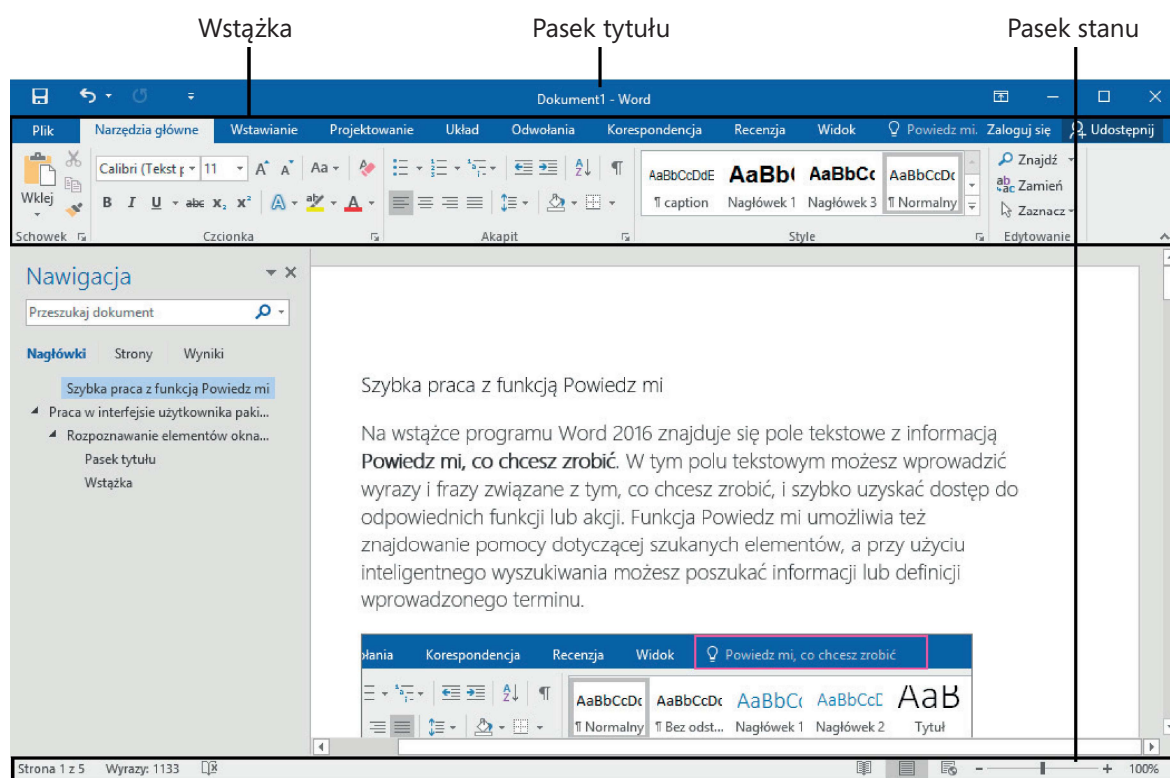 Wstążka Pasek tytułu Pasek stanu
Dokument1 - Word
Plik Narzędzia główne Wstawianie Projektowanie Układ Odwołania Korespondencja Recenzja Widok Powiedz mi. Zaloguj się Udostępnij
Calibri (Tekst p 11 A A Aa
AaBbCcDdE AaBb( AaBbCc AaBbCcDc
Znajdź
Wklej
B I U abc x₂ x² A aby A
¶ caption Nagłówek 1 Nagłówek 3 ¶ Normalny
Zamień
Zaznacz
Schowek Czcionka Akapit Style Edytowanie
Nawigacja
Przeszukaj dokument
Nagłówki Strony Wyniki
Szybka praca z funkcją Powiedz mi
Praca w interfejsie użytkownika paki...
Rozpoznawanie elementów okna...
Pasek tytułu
Wstążka
Szybka praca z funkcją Powiedz mi
Na wstążce programu Word 2016 znajduje się pole tekstowe z informacją
Powiedz mi, co chcesz zrobić. W tym polu tekstowym możesz wprowadzić
wyrazy i frazy związane z tym, co chcesz zrobić, i szybko uzyskać dostęp do
odpowiednich funkcji lub akcji. Funkcja Powiedz mi umożliwia też
znajdowanie pomocy dotyczącej szukanych elementów, a przy użyciu
inteligentnego wyszukiwania możesz poszukać informacji lub definicji
wprowadzonego terminu.
ołania Korespondencja Recenzja Widok Powiedz mi, co chcesz zrobić
AaBbCcDc AaBbCcDc AaBbC( AaBbCcE AaB
¶ Normalny ¶ Bez odst... Nagłówek 1 Nagłówek 2 Tytuł
Strona 1 z 5 Wyrazy: 1133 100%